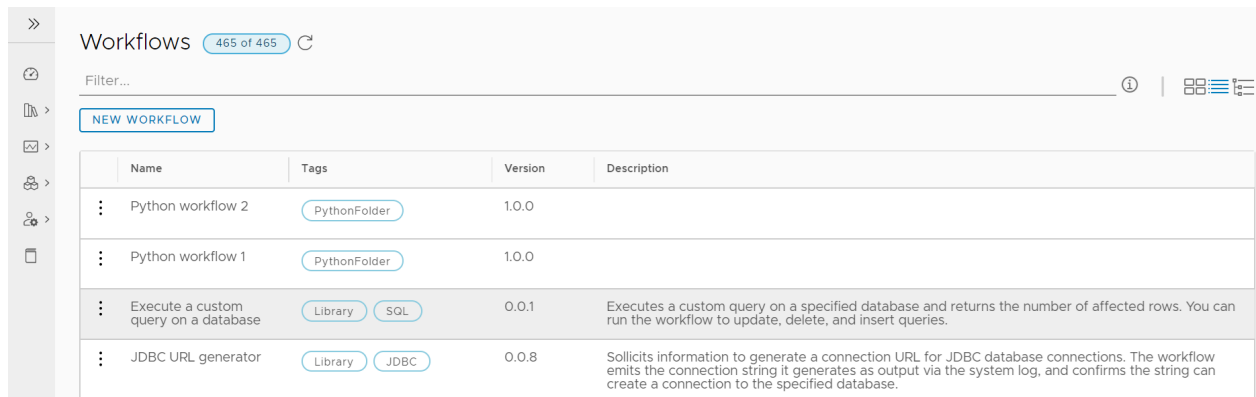 Workflows 465 of 465
Filter...
NEW WORKFLOW
Name Tags Version Description
Python workflow 2 PythonFolder 1.0.0
Python workflow 1 PythonFolder 1.0.0
Execute a custom
query on a database
Library SQL
0.0.1
Executes a custom query on a specified database and returns the number of affected rows. You can
run the workflow to update, delete, and insert queries.
JDBC URL generator
Library JDBC
0.0.8
Sollicits information to generate a connection URL for JDBC database connections. The workflow
emits the connection string it generates as output via the system log, and confirms the string can
create a connection to the specified database.